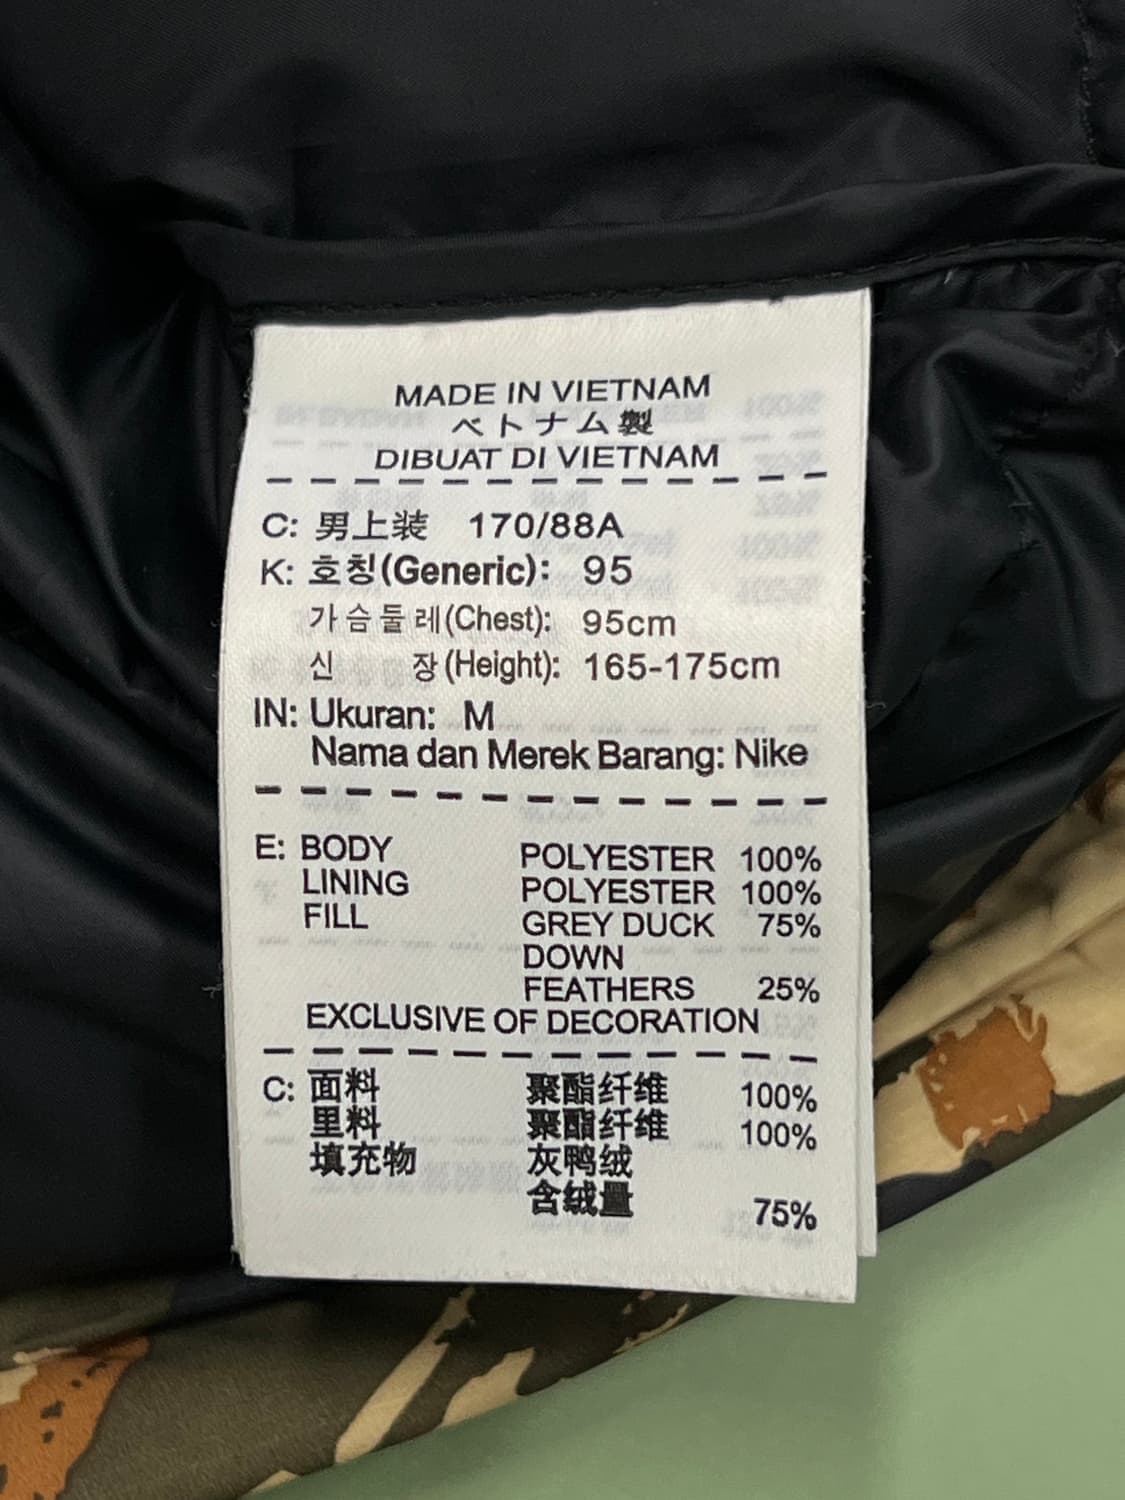 MADE IN VIETNAM
ベトナム製
DIBUAT DI VIETNAM
C: 男上装 170/88A
K: 호칭(Generic): 95
가슴둘레(Chest): 95cm
신 장(Height): 165-175cm
IN: Ukuran: M
Nama dan Merek Barang: Nike
E: BODY POLYESTER 100%
LINING POLYESTER 100%
FILL GREY DUCK 75%
DOWN
FEATHERS 25%
EXCLUSIVE OF DECORATION
C: 面料 聚酯纤维 100%
里料 聚酯纤维 100%
填充物 灰鸭绒
含绒量 75%